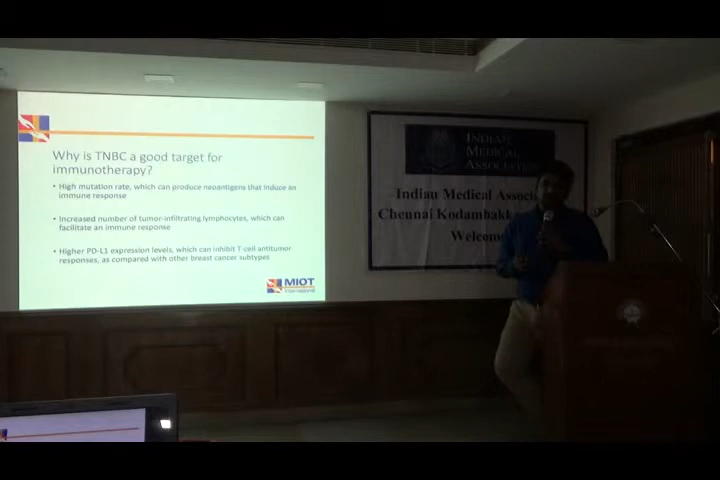 Why is TNBC a good target for
immunotherapy?
High mutation rate, which can produce neoantigens that induce an
immune response
Increased number of tumor-infiltrating lymphocytes, which can
facilitate an immune response
Higher PD-L1 expression levels, which can inhibit T-cell antitumor
responses, as compared with other breast cancer subtypes
MIOT
INDIAN
MEDICAL
ASSOCIATION
Indian Medical Assoc
Chennai Kodambakk
Welcome